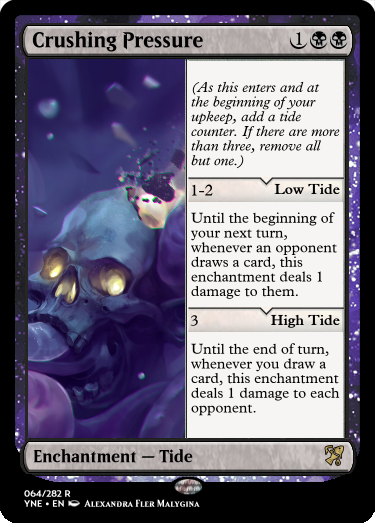 Crushing Pressure 1
(As this enters and at
the beginning of your
upkeep, add a tide
counter. If there are more
than three, remove all
but one.)
1-2 Low Tide
Until the beginning of
your next turn,
whenever an opponent
draws a card, this
enchantment deals 1
damage to them.
3 High Tide
Until the end of turn,
whenever you draw a
card, this enchantment
deals 1 damage to each
opponent.
Enchantment — Tide
064/282 R
YNE • EN Alexandra Fler Malygina